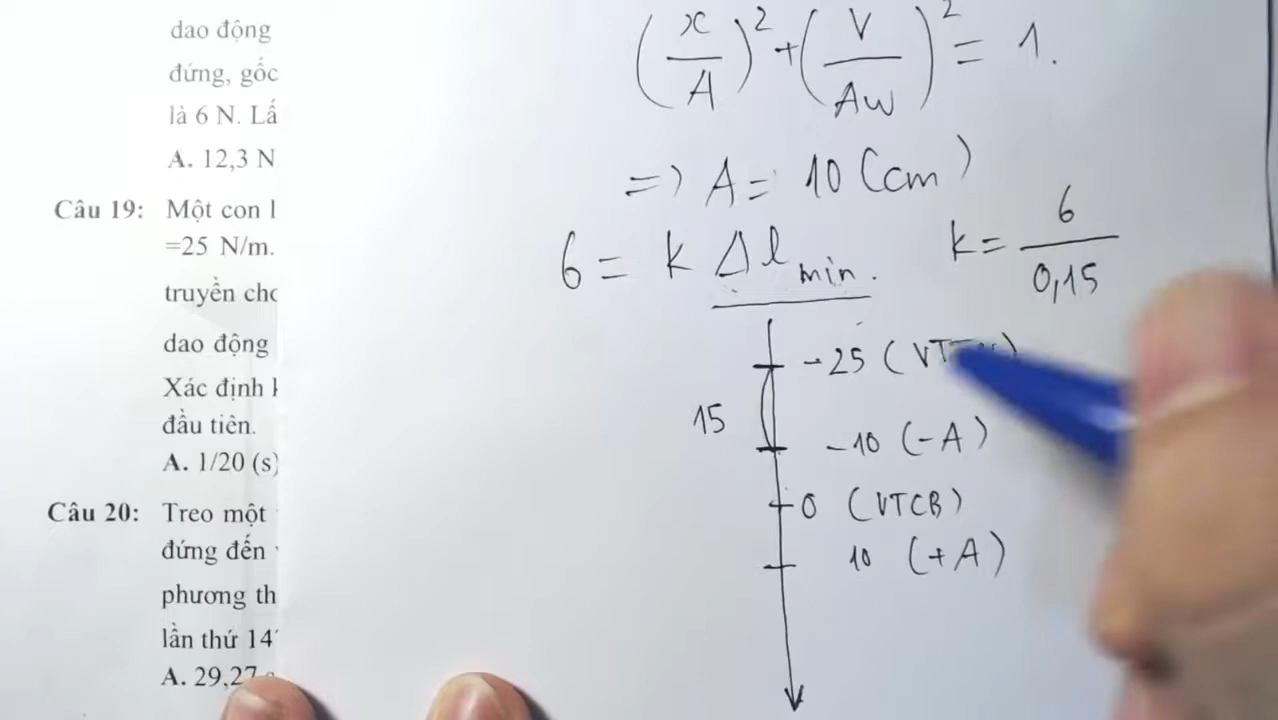 dao động
đứng, gốc
là 6 N. Lấ
A. 12,3 N
Câu 19: Một con l
=25 N/m.
truyền chc
dao động
Xác định k
đầu tiên.
A. 1/20 (s)
Câu 20: Treo một
đứng đến
phương th
lần thứ 14
A. 29,27
(x/A)² + (v/Aω)² = 1.
=> A = 10 (cm)
6 = k Δl min.
k = 6/0,15
-25
15
-10 (-A)
0 (VTCB)
10 (+A)